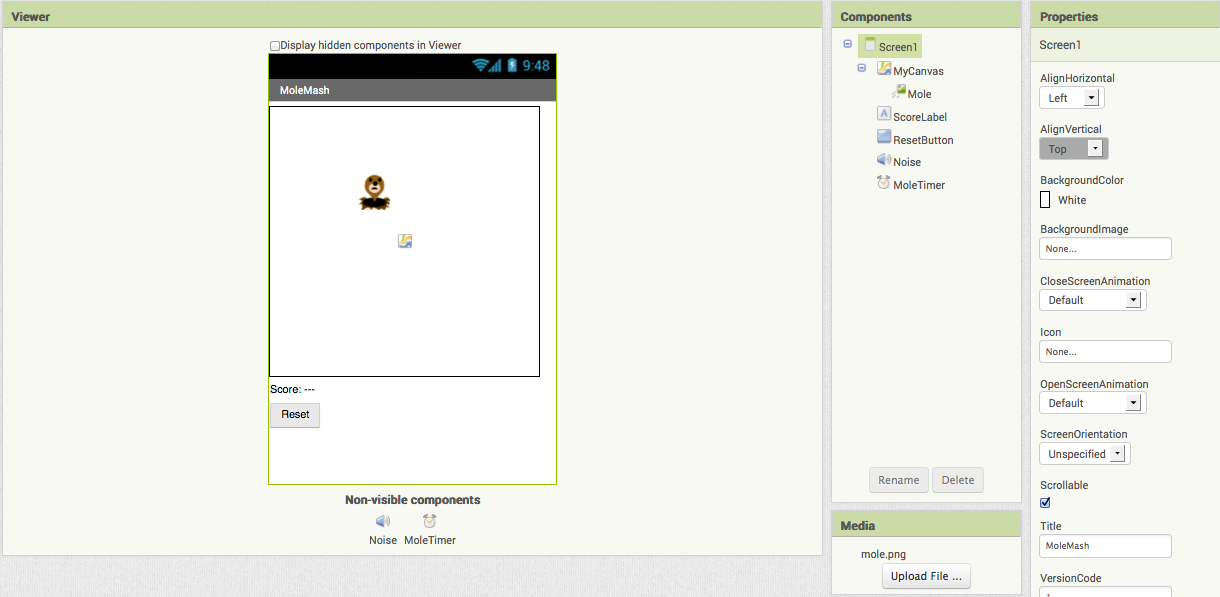 Viewer
Display hidden components in Viewer
9:48
MoleMash
Score: ---
Reset
Non-visible components
Noise MoleTimer
Components
Screen1
MyCanvas
Mole
A
ScoreLabel
ResetButton
Noise
MoleTimer
Rename Delete
Media
mole.png
Upload File ...
Properties
Screen1
AlignHorizontal
Left
AlignVertical
Top
BackgroundColor
White
BackgroundImage
None...
CloseScreenAnimation
Default
Icon
None...
OpenScreenAnimation
Default
ScreenOrientation
Unspecified
Scrollable
Title
MoleMash
VersionCode